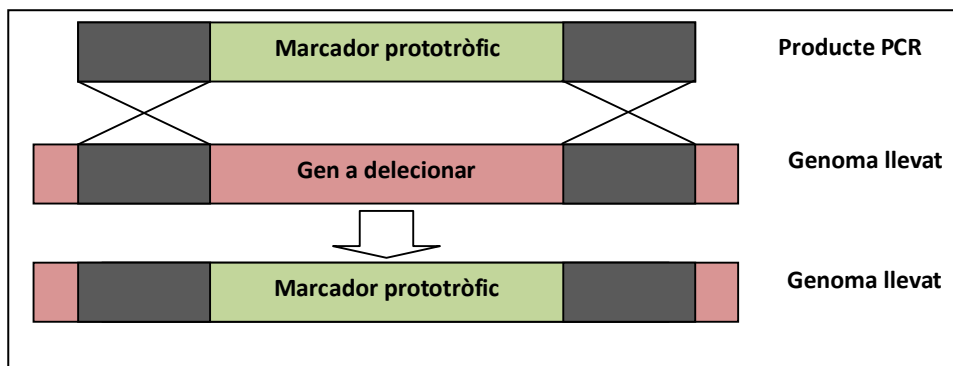 Marcador prototròfic
Producte PCR
Gen a delecionar
Genoma llevat
Marcador prototròfic
Genoma llevat